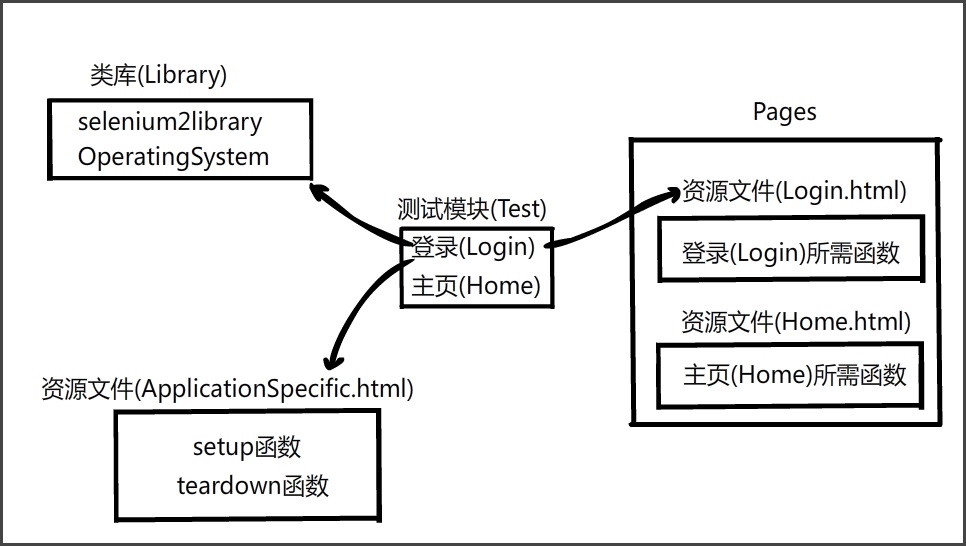 类库(Library)
selenium2library
OperatingSystem
测试模块(Test)
登录(Login)
主页(Home)
资源文件(ApplicationSpecific.html)
setup函数
teardown函数
Pages
资源文件(Login.html)
登录(Login)所需函数
资源文件(Home.html)
主页(Home)所需函数